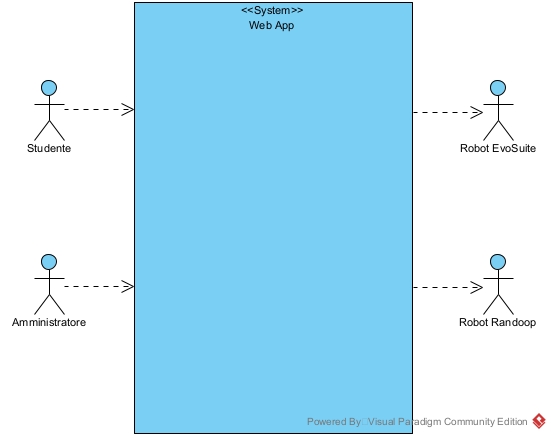 <<System>>
Web App
Studente
Robot EvoSuite
Amministratore
Robot Randoop
Powered By Visual Paradigm Community Edition